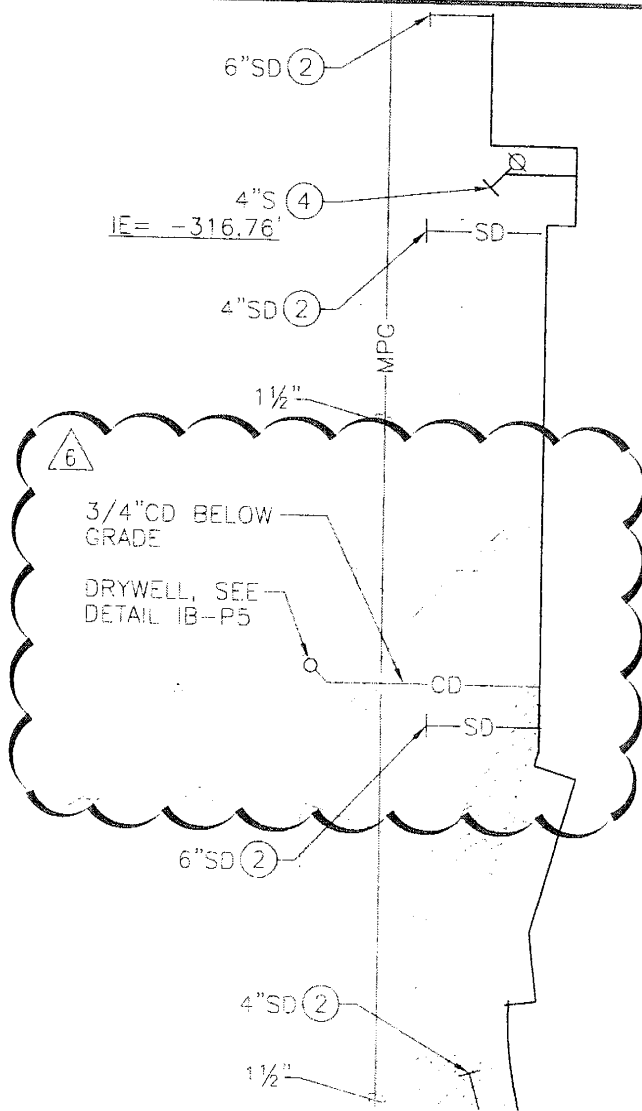 6"SD 2
4"S 4
IE= -316.76'
SD
4"SD 2
MPG
1½"
6
3/4"CD BELOW
GRADE
DRYWELL, SEE
DETAIL 1B-P5
CD
SD
6"SD 2
4"SD 2
1½"